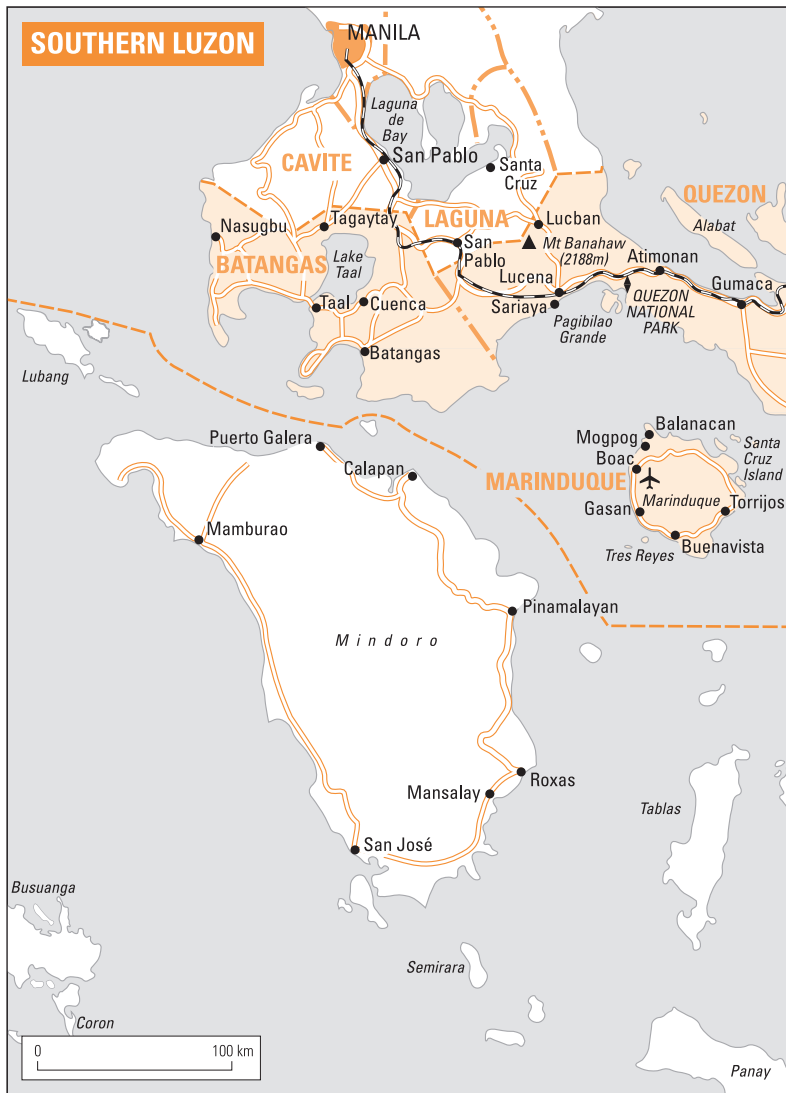 SOUTHERN LUZON
MANILA
Laguna
de
Bay
San Pablo
CAVITE
Santa
Cruz
QUEZON
Alabat
Nasugbu
Tagaytay
LAGUNA
Lucban
San
Pablo
Mt Banahaw
(2188m)
BATANGAS
Lake
Taal
Lucena
Atimonan
Gumaca
Taal
Cuenca
Sariaya
Pagibilao
Grande
QUEZON
NATIONAL
PARK
Batangas
Lubang
Puerto Galera
Calapan
Balanacan
Mogpog
Boac
Santa
Cruz
Island
MARINDUQUE
Marinduque
Gasan
Torrijos
Tres Reyes
Buenavista
Mamburao
Pinamalayan
Mindoro
Roxas
Mansalay
Tablas
San José
Busuanga
Semirara
Coron
0
100 km
Panay